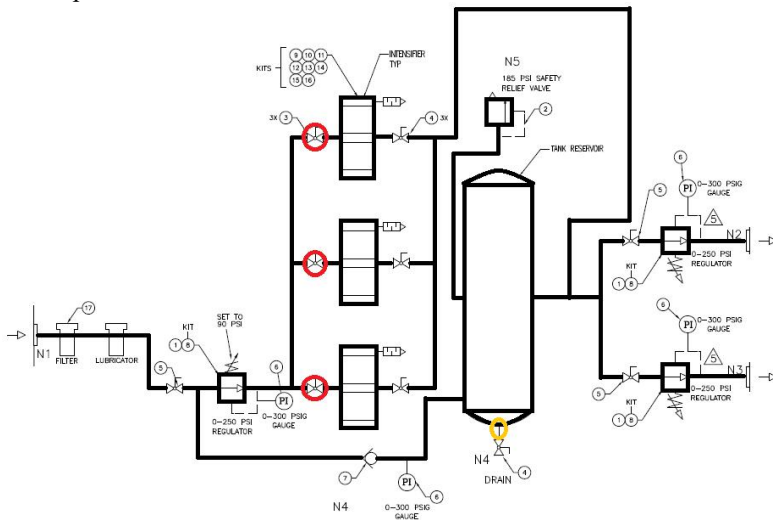 KITS
9 10 11
12 13 14
15 16
INTENSIFIER
TYP
N5
185 PSI SAFETY
RELIEF VALVE
2
3X 3
4 3X
TANK RESERVOIR
6
0-300 PSIG
GAUGE
PI
5
5
N2
0-250 PSI
REGULATOR
KIT
1 8
17
N1
FILTER
LUBRICATOR
SET TO
90 PSI
KIT
1 8
5
6
PI
0-300 PSIG
GAUGE
0-250 PSI
REGULATOR
6
0-300 PSIG
GAUGE
PI
5
5
N3
0-250 PSI
REGULATOR
KIT
1 8
7
N4
PI
6
0-300 PSIG
GAUGE
N4
DRAIN
4